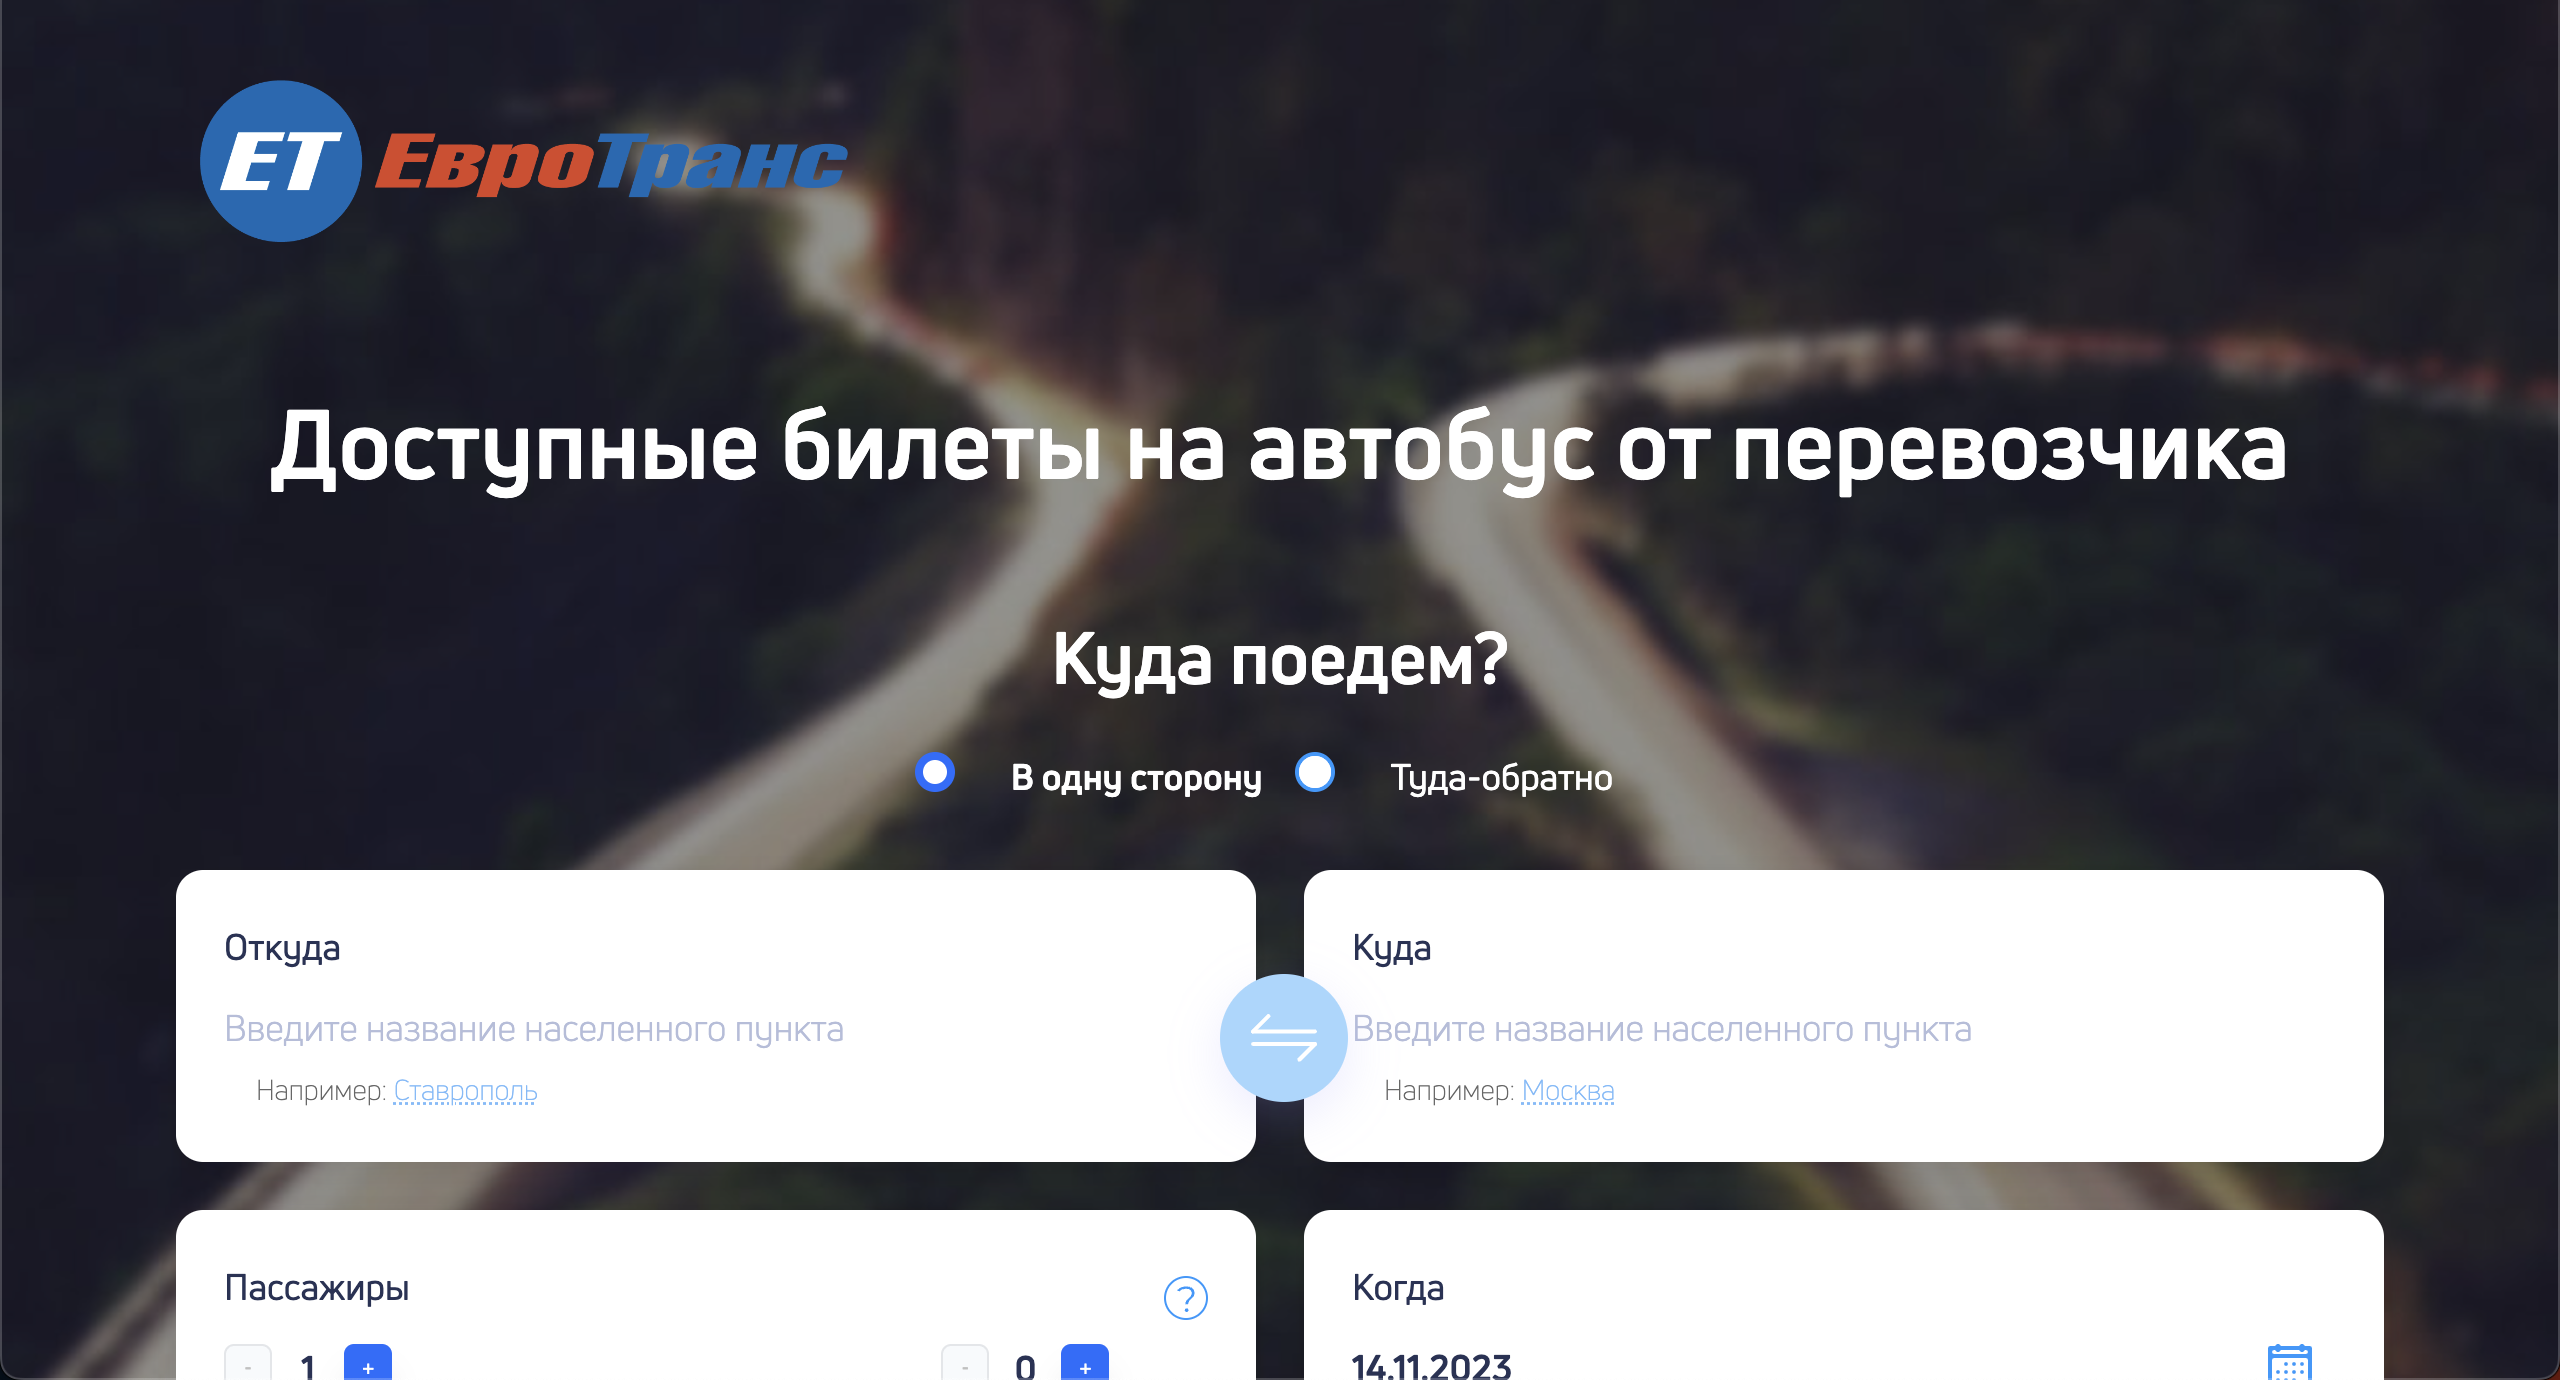 ET ЕвроТранс
Доступные билеты на автобус от перевозчика
Куда поедем?
В одну сторону Туда-обратно
Откуда
Введите название населенного пункта
Например: Ставрополь
Куда
Введите название населенного пункта
Например: Москва
Пассажиры
?
- 1 + - 0 +
Когда
14.11.2023